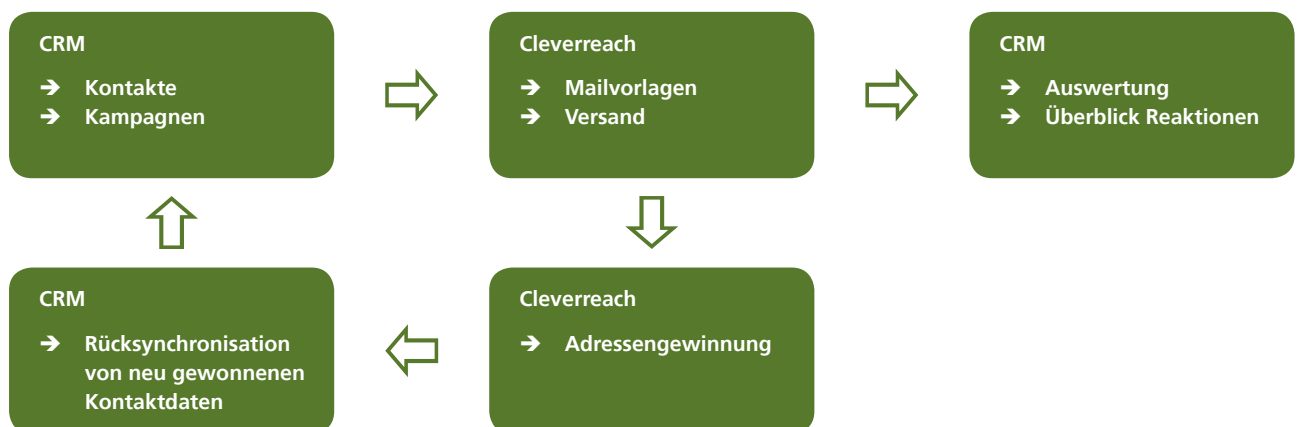 CRM
➔ Kontakte
➔ Kampagnen
Cleverreach
➔ Mailvorlagen
➔ Versand
CRM
➔ Auswertung
➔ Überblick Reaktionen
CRM
➔ Rücksynchronisation
von neu gewonnenen
Kontaktdaten
Cleverreach
➔ Adressengewinnung